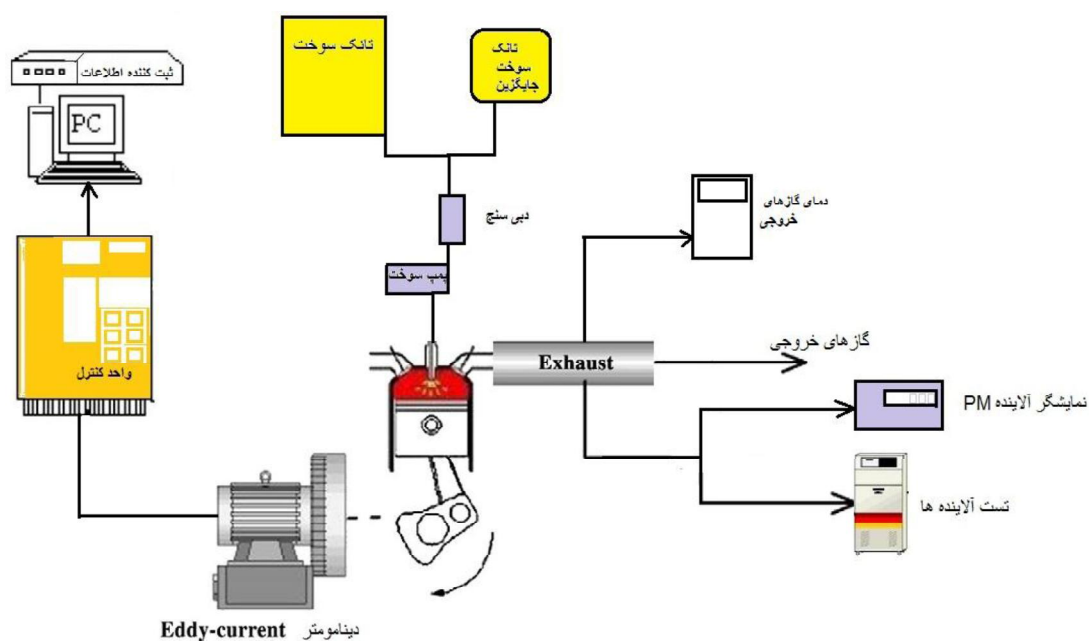 تانک سوخت
تانک
سوخت
جایگزین
ثبت کننده اطلاعات
PC
دبی سنج
دمای گازهای
خروجی
پمپ سوخت
Exhaust
گازهای خروجی
واحد کنترل
نمایشگر آلاینده PM
تست آلاینده ها
Eddy-current دینامومتر